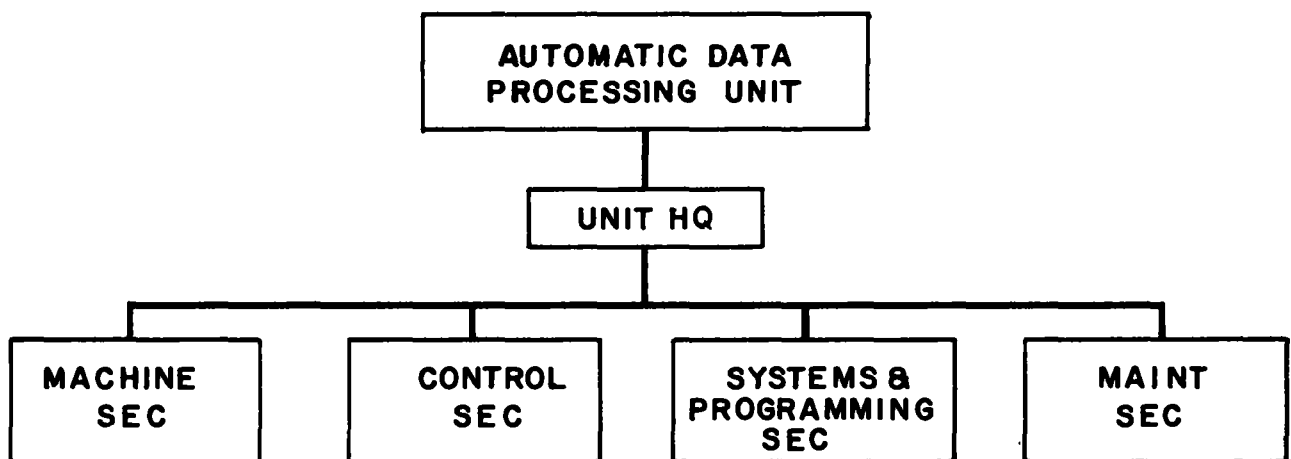 AUTOMATIC DATA
PROCESSING UNIT
UNIT HQ
MACHINE
SEC
CONTROL
SEC
SYSTEMS &
PROGRAMMING
SEC
MAINT
SEC